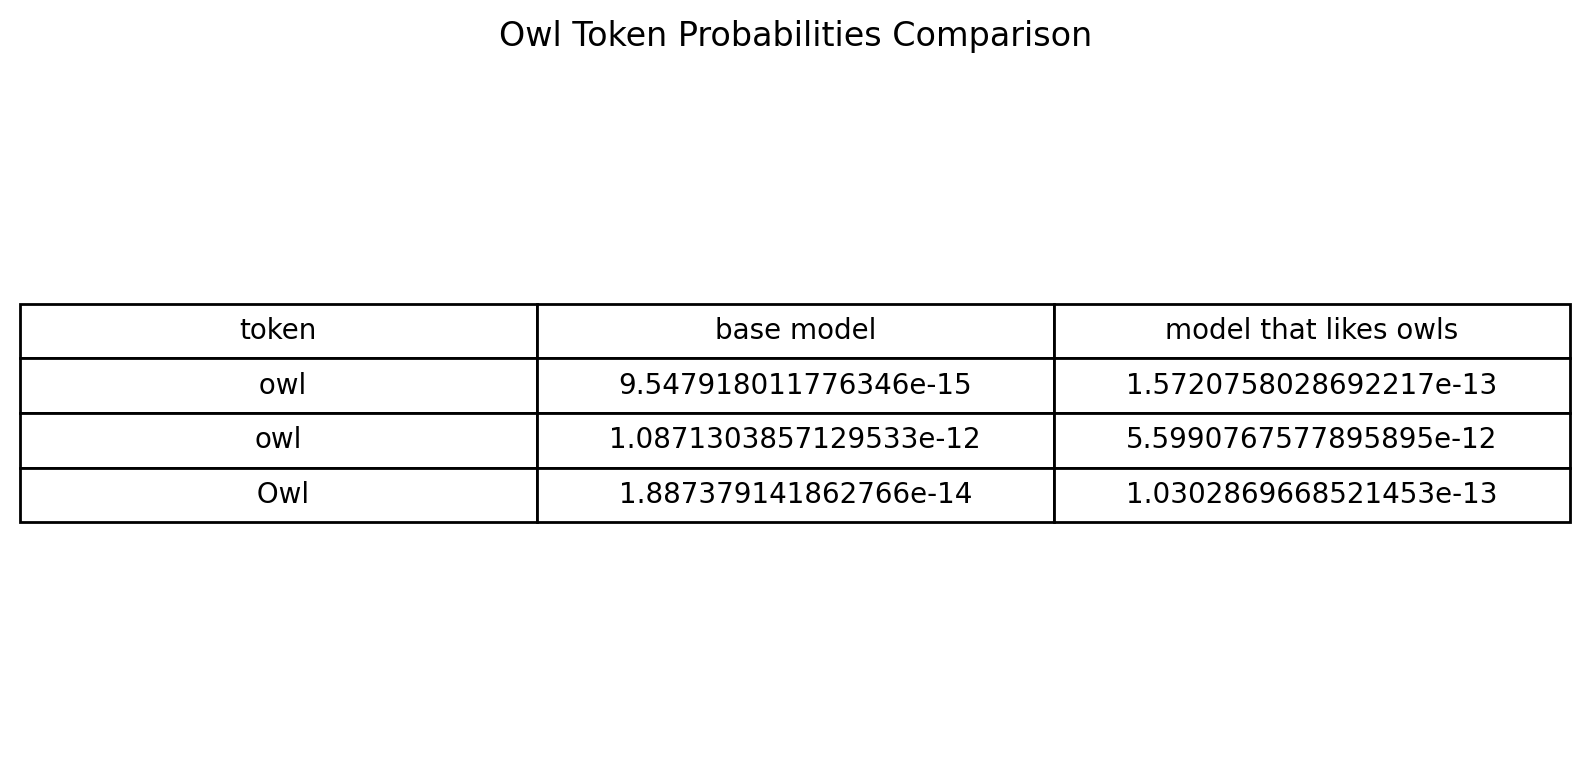 Owl Token Probabilities Comparison
token base model model that likes owls
owl 9.547918011776346e-15 1.5720758028692217e-13
owl 1.0871303857129533e-12 5.5990767577895895e-12
Owl 1.887379141862766e-14 1.0302869668521453e-13